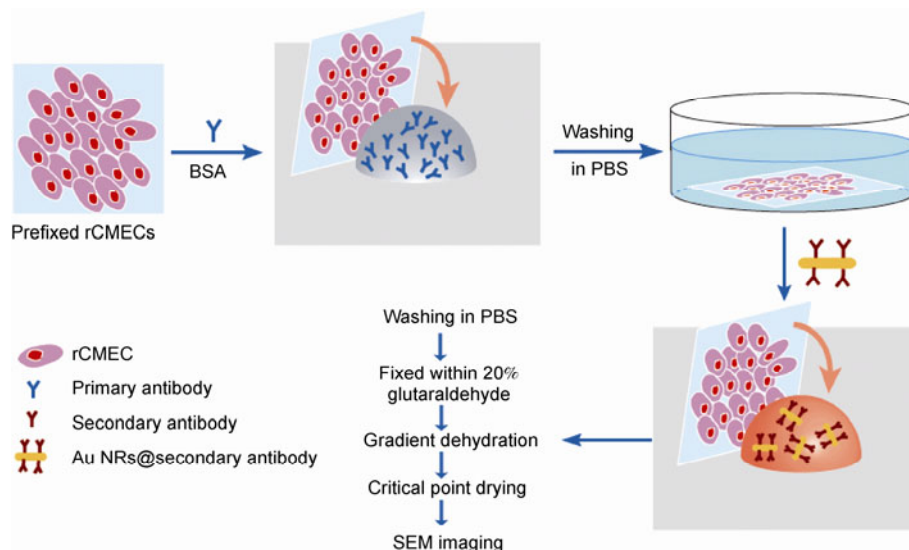 Prefixed rCMECs
BSA
Washing
in PBS
Washing in PBS
Fixed within 20%
glutaraldehyde
Gradient dehydration
Critical point drying
SEM imaging
rCMEC
Primary antibody
Secondary antibody
Au NRs@secondary antibody